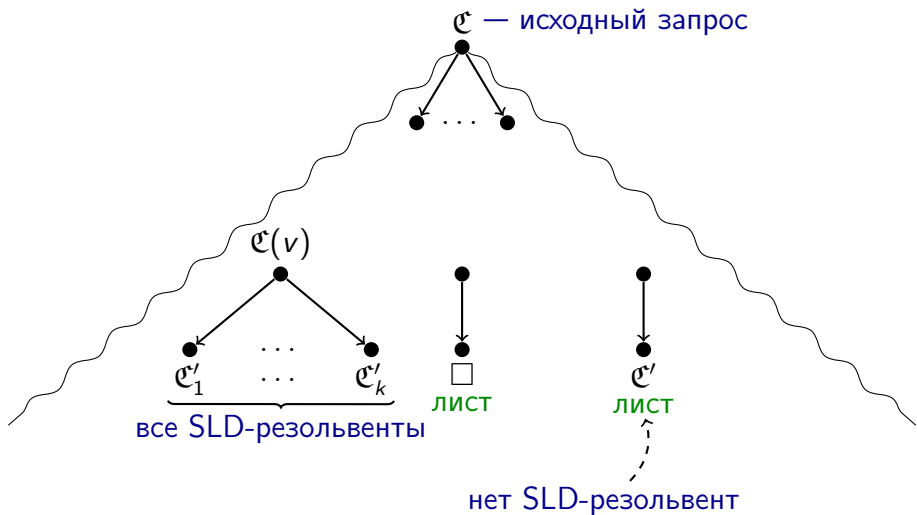 ℭ — исходный запрос
· · ·
ℭ(v)
· · ·
ℭ′₁ · · · ℭ′ₖ □ ℭ′
лист лист
все SLD-резольвенты
нет SLD-резольвент